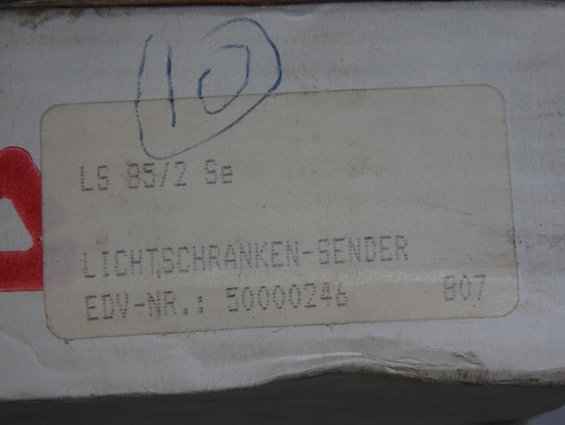 10
LS 85/2 Se
LICHTSCHRANKEN-SENDER
EDV-NR.: 50000246 807